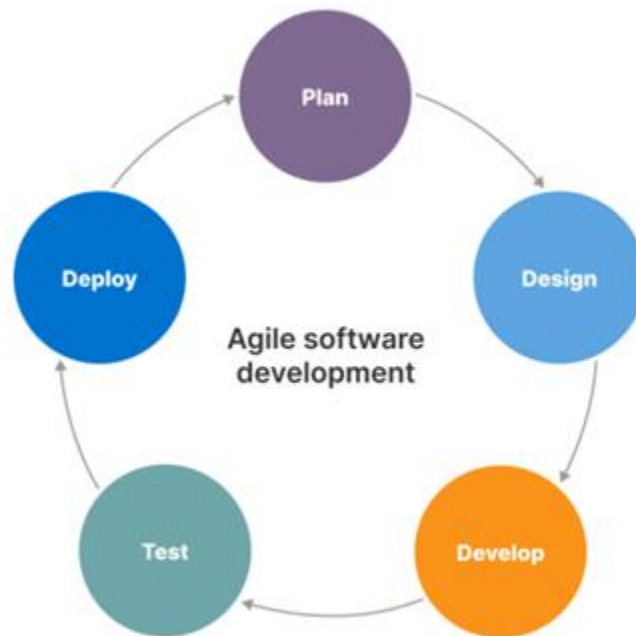 Plan
Design
Develop
Test
Deploy
Agile software
development